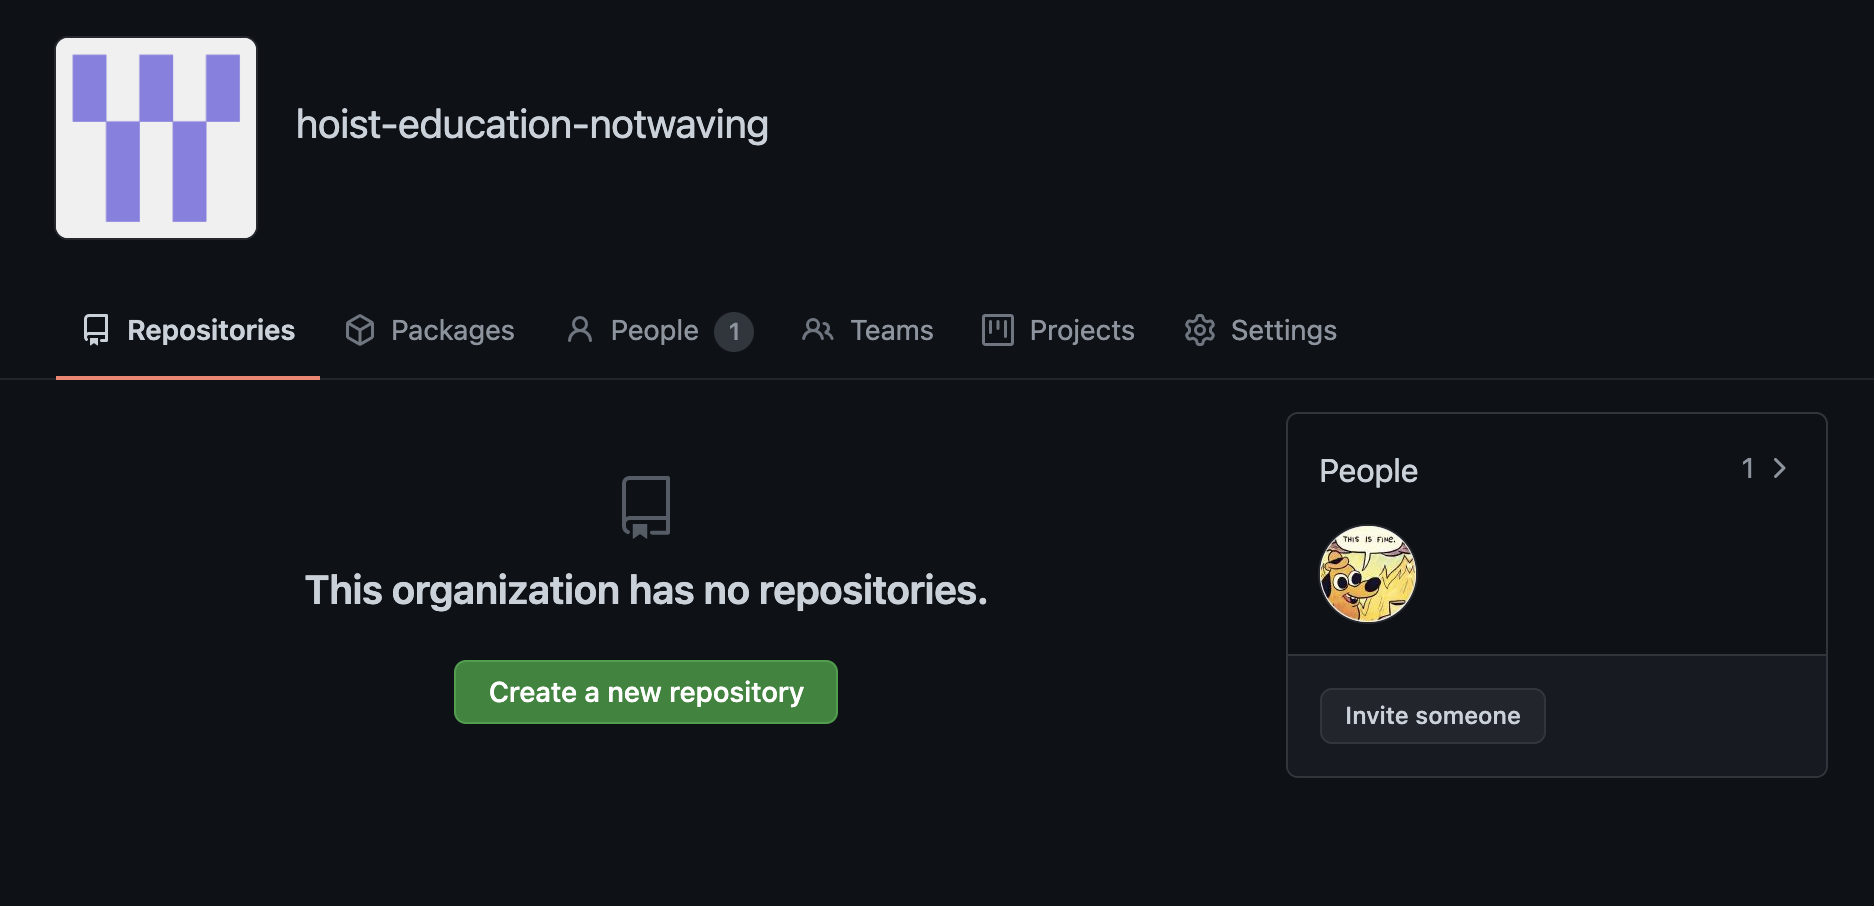 hoist-education-notwaving
Repositories Packages People 1 Teams Projects Settings
This organization has no repositories.
Create a new repository
People 1
THIS IS FINE.
Invite someone